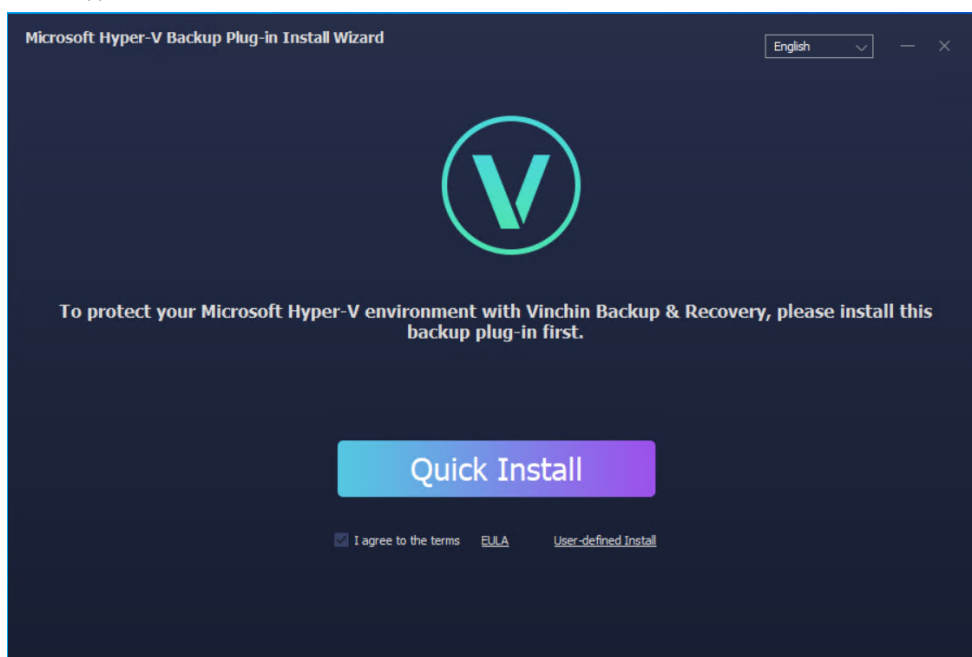 Microsoft Hyper-V Backup Plug-in Install Wizard
English
To protect your Microsoft Hyper-V environment with Vinchin Backup & Recovery, please install this
backup plug-in first.
Quick Install
I agree to the terms EULA User-defined Install